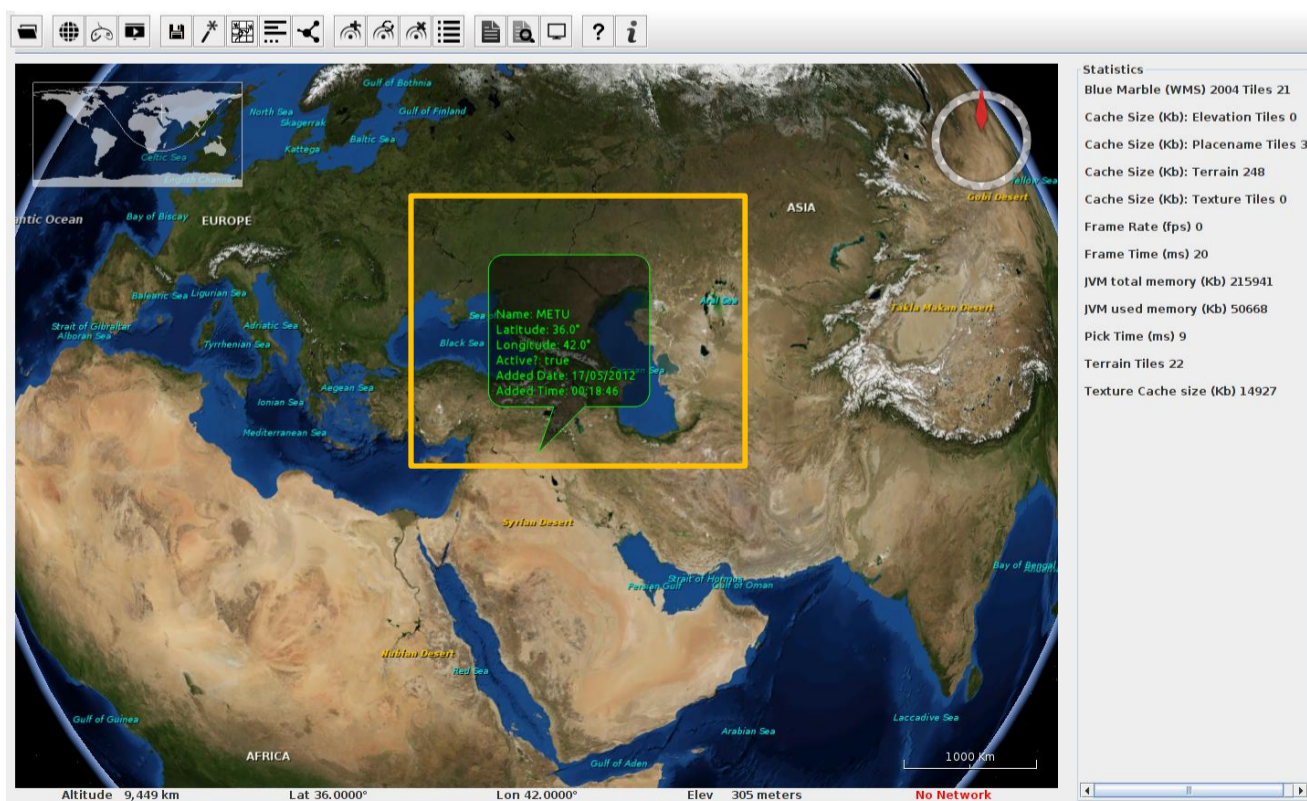 Statistics
Blue Marble (WMS) 2004 Tiles 21
Cache Size (Kb): Elevation Tiles 0
Cache Size (Kb): Placename Tiles 3
Cache Size (Kb): Terrain 248
Cache Size (Kb): Texture Tiles 0
Frame Rate (fps) 0
Frame Time (ms) 20
JVM total memory (Kb) 215941
JVM used memory (Kb) 50668
Pick Time (ms) 9
Terrain Tiles 22
Texture Cache size (Kb) 14927
Gulf of Bothnia
North Sea
Gulf of Finland
Skagerrak
Baltic Sea
Kattega
Celtic Sea
English Channel
Yellow Sea
Gobi Desert
ASIA
antic Ocean
Bay of Biscay
EUROPE
Balearic Sea
Ligurian Sea
Aral Sea
Takla Makan Desert
Strait of Gibraltar
Alboran Sea
Adriatic Sea
Tyrrhenian Sea
Black Sea
Sea
Name: METU
Latitude: 36.0°
Longitude: 42.0°
Active?: true
Added Date: 17/05/2012
Added Time: 00:18:46
Aegean Sea
Ionian Sea
Mediterranean Sea
Syrian Desert
Bay of Bengal
Strait of Hormus
Persian Gulf
Gulf of Oman
Nubian Desert
Red Sea
Gulf of Guinea
Laccadive Sea
Arabian Sea
AFRICA
Gulf of Aden
1000 Km
Altitude 9,449 km Lat 36.0000° Lon 42.0000° Elev 305 meters No Network